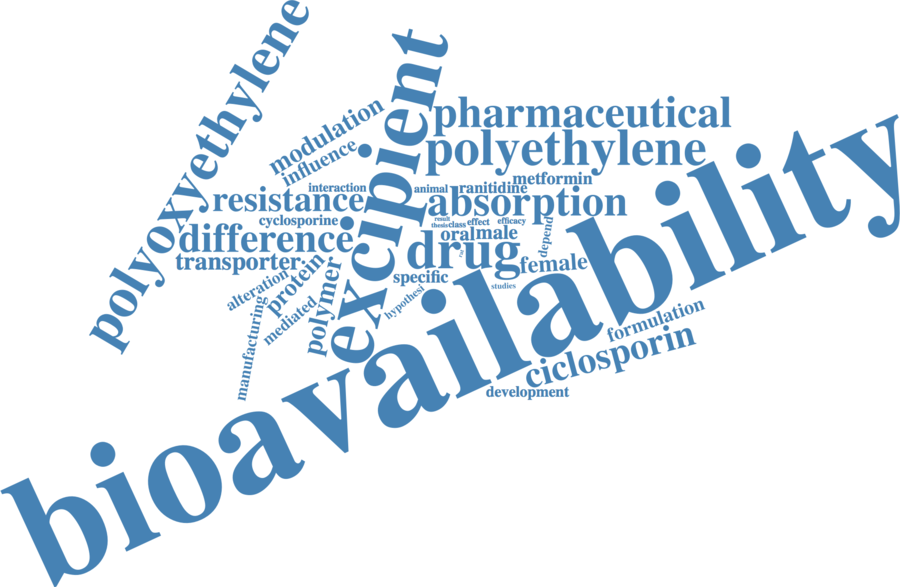 polyoxyethylene
excipient
pharmaceutical
modulation
polyethylene
influence
metformin
interaction
animal
ranitidine
resistance
absorption
cyclosporine
result
thesis
class
effect
efficacy
depend
difference
oral
male
drug
transporter
protein
female
specific
studies
alteration
polymer
mediated
hypothesi
manufacturing
bioavailability
formulation
ciclosporin
development